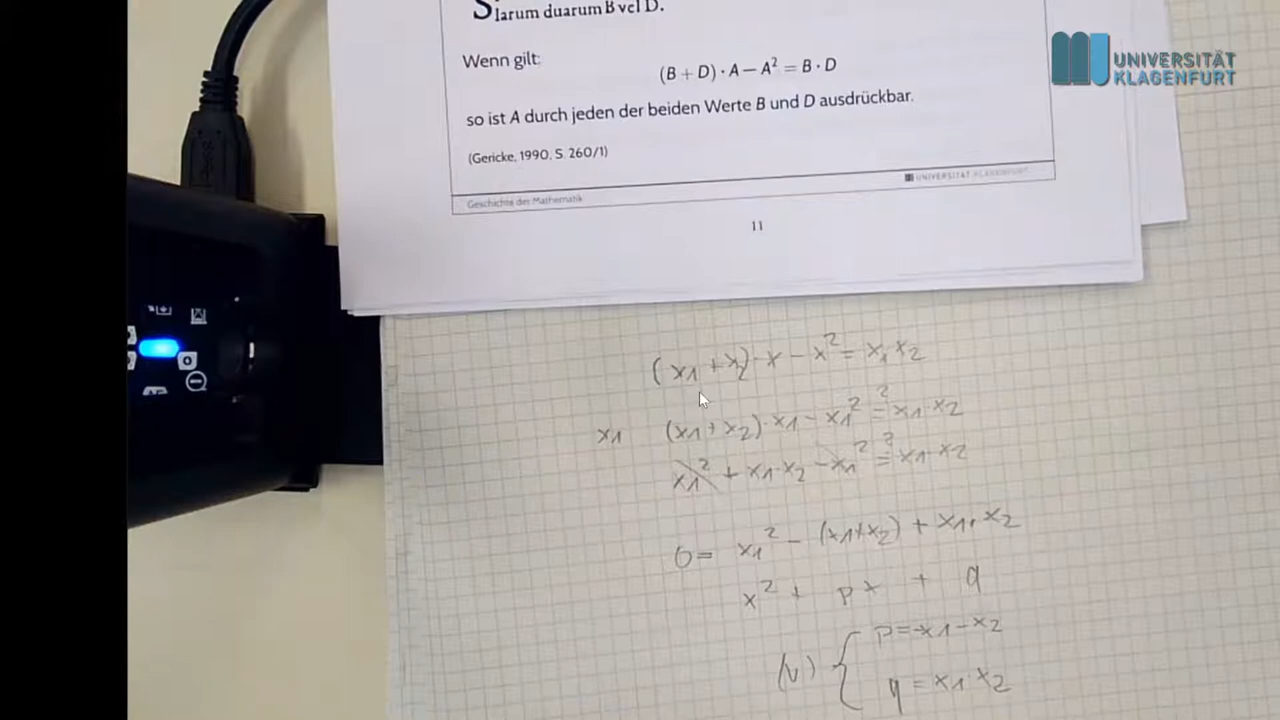 larum duarum B vel D.
UNIVERSITÄT
KLAGENFURT
Wenn gilt:
(B + D) · A − A² = B · D
so ist A durch jeden der beiden Werte B und D ausdrückbar.
(Gericke, 1990, S. 260/1)
UNIVERSITÄT KLAGENFURT
Geschichte der Mathematik
11
(x1 + x2) · x − x² = x1 · x2
x1 (x1 + x2) · x1 − x1² ?= x1 · x2
x1² + x1 · x2 − x1² ?= x1 · x2
0 = x1² − (x1+x2) + x1 · x2
x² + px + q
(V) { p = −x1 − x2
q = x1 · x2